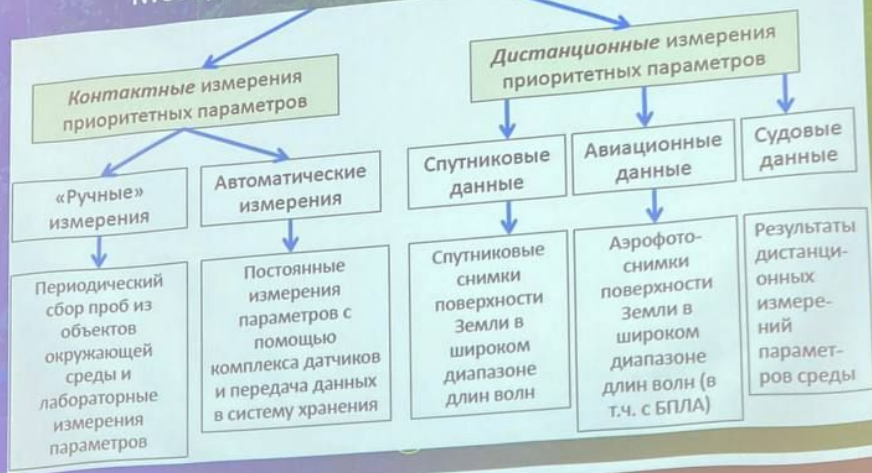 Контактные измерения
приоритетных параметров
Дистанционные измерения
приоритетных параметров
«Ручные»
измерения
Автоматические
измерения
Спутниковые
данные
Авиационные
данные
Судовые
данные
Периодический
сбор проб из
объектов
окружающей
среды и
лабораторные
измерения
параметров
Постоянные
измерения
параметров с
помощью
комплекса датчиков
и передача данных
в систему хранения
Спутниковые
снимки
поверхности
Земли в
широком
диапазоне
длин волн
Аэрофото-
снимки
поверхности
Земли в
широком
диапазоне
длин волн (в
т.ч. с БПЛА)
Результаты
дистанци-
онных
измере-
ний
парамет-
ров среды